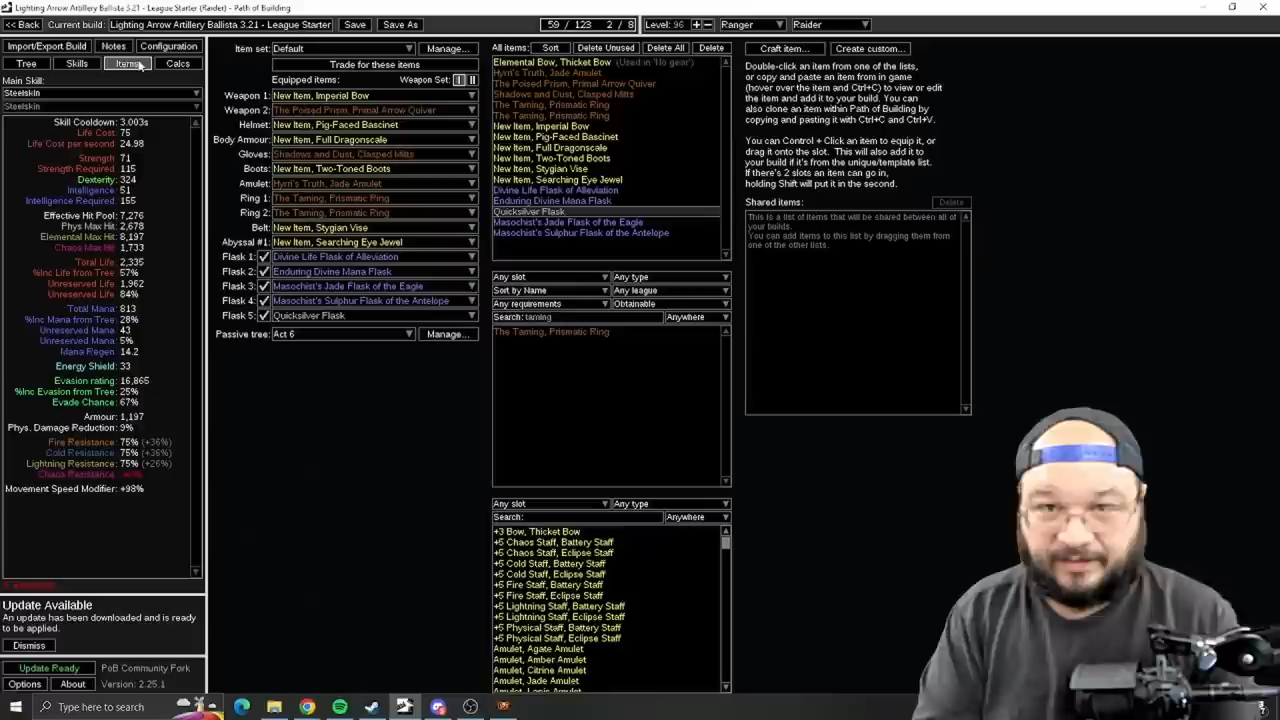 Lighting Arrow Artillery Ballista 3.21 - League Starter (Raider) - Path of Building
<< Back
Current build: Lighting Arrow Artillery Ballista 3.21 - League Starter
Save
Save As
59 / 123 2 / 8
Level: 96
Ranger
Raider
Import/Export Build
Notes
Configuration
Tree
Skills
Items
Calcs
Main Skill:
Steelskin
Steelskin
Skill Cooldown: 3.003s
Life Cost: 75
Life Cost per second: 24.98
Strength: 71
Strength Required: 115
Dexterity: 324
Intelligence: 51
Intelligence Required: 155
Effective Hit Pool: 7,276
Phys Max Hit: 2,678
Elemental Max Hit: 8,197
Chaos Max Hit: 1,733
Total Life: 2,335
%Inc Life from Tree: 57%
Unreserved Life: 1,962
Unreserved Life: 84%
Total Mana: 813
%Inc Mana from Tree: 28%
Unreserved Mana: 43
Unreserved Mana: 5%
Mana Regen: 14.2
Energy Shield: 33
Evasion rating: 16,865
%Inc Evasion from Tree: 25%
Evade Chance: 67%
Armour: 1,197
Phys. Damage Reduction: 9%
Fire Resistance: 75% (+36%)
Cold Resistance: 75% (+36%)
Lightning Resistance: 75% (+26%)
Chaos Resistance:
Movement Speed Modifier: +98%
Update Available
An update has been downloaded and is ready
to be applied.
Dismiss
Update Ready
PoB Community Fork
Options
About
Version: 2.25.1
Item set: Default
Manage...
Trade for these items
Equipped items:
Weapon Set: I II
Weapon 1: New Item, Imperial Bow
Weapon 2: The Poised Prism, Primal Arrow Quiver
Helmet: New Item, Pig-Faced Bascinet
Body Armour: New Item, Full Dragonscale
Gloves: Shadows and Dust, Clasped Mitts
Boots: New Item, Two-Toned Boots
Amulet: Hyrri's Truth, Jade Amulet
Ring 1: The Taming, Prismatic Ring
Ring 2: The Taming, Prismatic Ring
Belt: New Item, Stygian Vise
Abyssal #1: New Item, Searching Eye Jewel
Flask 1: Divine Life Flask of Alleviation
Flask 2: Enduring Divine Mana Flask
Flask 3: Masochist's Jade Flask of the Eagle
Flask 4: Masochist's Sulphur Flask of the Antelope
Flask 5: Quicksilver Flask
Passive tree: Act 6
Manage...
All items:
Sort
Delete Unused
Delete All
Delete
Elemental Bow, Thicket Bow (Used in 'No gear')
Hyrri's Truth, Jade Amulet
The Poised Prism, Primal Arrow Quiver
Shadows and Dust, Clasped Mitts
The Taming, Prismatic Ring
The Taming, Prismatic Ring
New Item, Imperial Bow
New Item, Pig-Faced Bascinet
New Item, Full Dragonscale
New Item, Two-Toned Boots
New Item, Stygian Vise
New Item, Searching Eye Jewel
Divine Life Flask of Alleviation
Enduring Divine Mana Flask
Quicksilver Flask
Masochist's Jade Flask of the Eagle
Masochist's Sulphur Flask of the Antelope
Any slot
Any type
Sort by Name
Any league
Any requirements
Obtainable
Search: taming
Anywhere
The Taming, Prismatic Ring
Any slot
Any type
Search:
Anywhere
+3 Bow, Thicket Bow
+5 Chaos Staff, Battery Staff
+5 Chaos Staff, Eclipse Staff
+5 Cold Staff, Battery Staff
+5 Cold Staff, Eclipse Staff
+5 Fire Staff, Battery Staff
+5 Fire Staff, Eclipse Staff
+5 Lightning Staff, Battery Staff
+5 Lightning Staff, Eclipse Staff
+5 Physical Staff, Battery Staff
+5 Physical Staff, Eclipse Staff
Amulet, Agate Amulet
Amulet, Amber Amulet
Amulet, Citrine Amulet
Amulet, Jade Amulet
Amulet, Lapis Amulet
Craft item...
Create custom...
Double-click an item from one of the lists,
or copy and paste an item from in game
(hover over the item and Ctrl+C) to view or edit
the item and add it to your build. You can
also clone an item within Path of Building by
copying and pasting it with Ctrl+C and Ctrl+V.
You can Control + Click an item to equip it, or
drag it onto the slot. This will also add it to
your build if it's from the unique/template list.
If there's 2 slots an item can go in,
holding Shift will put it in the second.
Shared items:
Delete
This is a list of items that will be shared between all of
your builds.
You can add items to this list by dragging them from
one of the other lists.
Type here to search